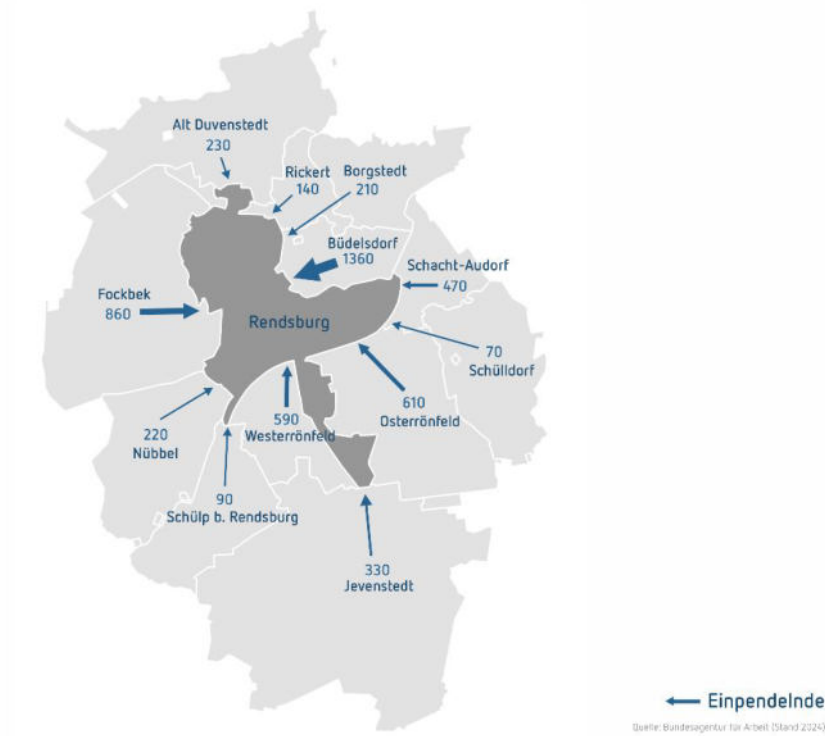 Alt Duvenstedt
230
Rickert
140
Borgstedt
210
Büdelsdorf
1360
Schacht-Audorf
470
Fockbek
860
Rendsburg
70
Schülldorf
610
Osterrönfeld
590
Westerrönfeld
220
Nübbel
90
Schülp b. Rendsburg
330
Jevenstedt
Einpendelnde
Quelle: Bundesagentur für Arbeit (Stand 2024)